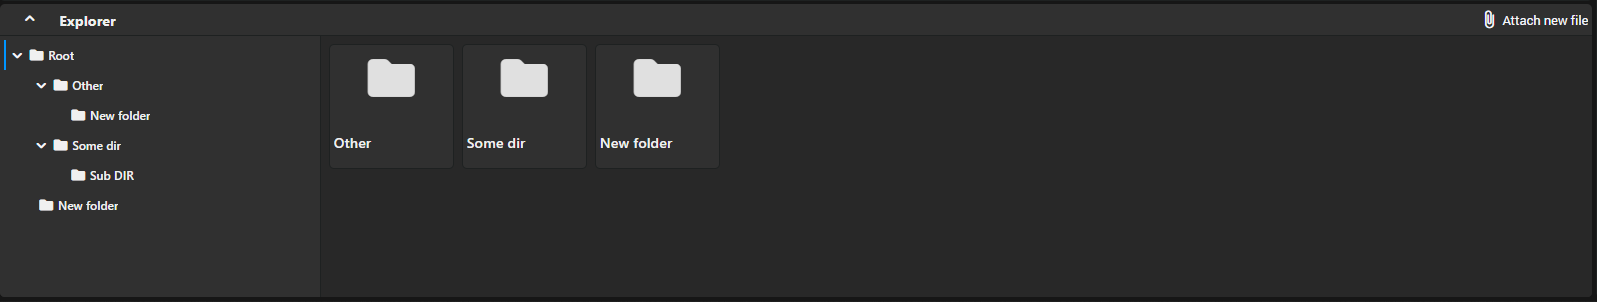 Explorer
Attach new file
Root
Other
New folder
Some dir
Sub DIR
New folder
Other
Some dir
New folder